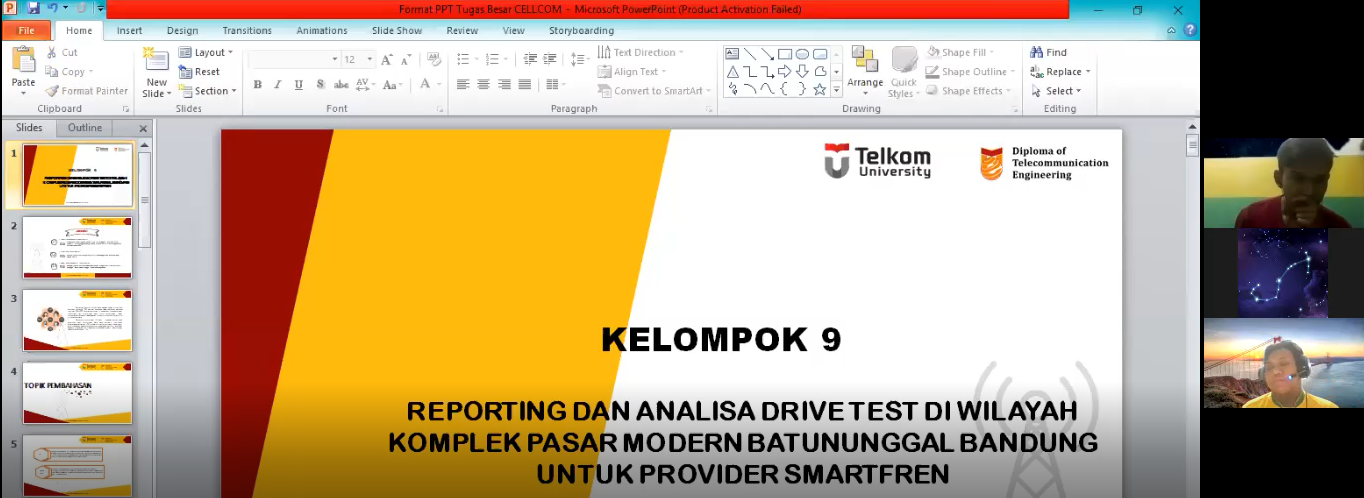 Format PPT Tugas Besar CELLCOM - Microsoft PowerPoint (Product Activation Failed)
File Home Insert Design Transitions Animations Slide Show Review View Storyboarding
Paste
Cut
Copy
Format Painter
Clipboard
New Slide
Layout
Reset
Section
Slides
12
B I U S abc AV Aa A
Font
Text Direction
Align Text
Convert to SmartArt
Paragraph
Arrange
Quick Styles
Shape Fill
Shape Outline
Shape Effects
Drawing
Find
Replace
Select
Editing
Slides Outline
1
2
3
4
TOPIK PEMBAHASAN
5
Telkom
University
Diploma of
Telecommunication
Engineering
KELOMPOK 9
REPORTING DAN ANALISA DRIVE TEST DI WILAYAH
KOMPLEK PASAR MODERN BATUNUNGGAL BANDUNG
UNTUK PROVIDER SMARTFREN